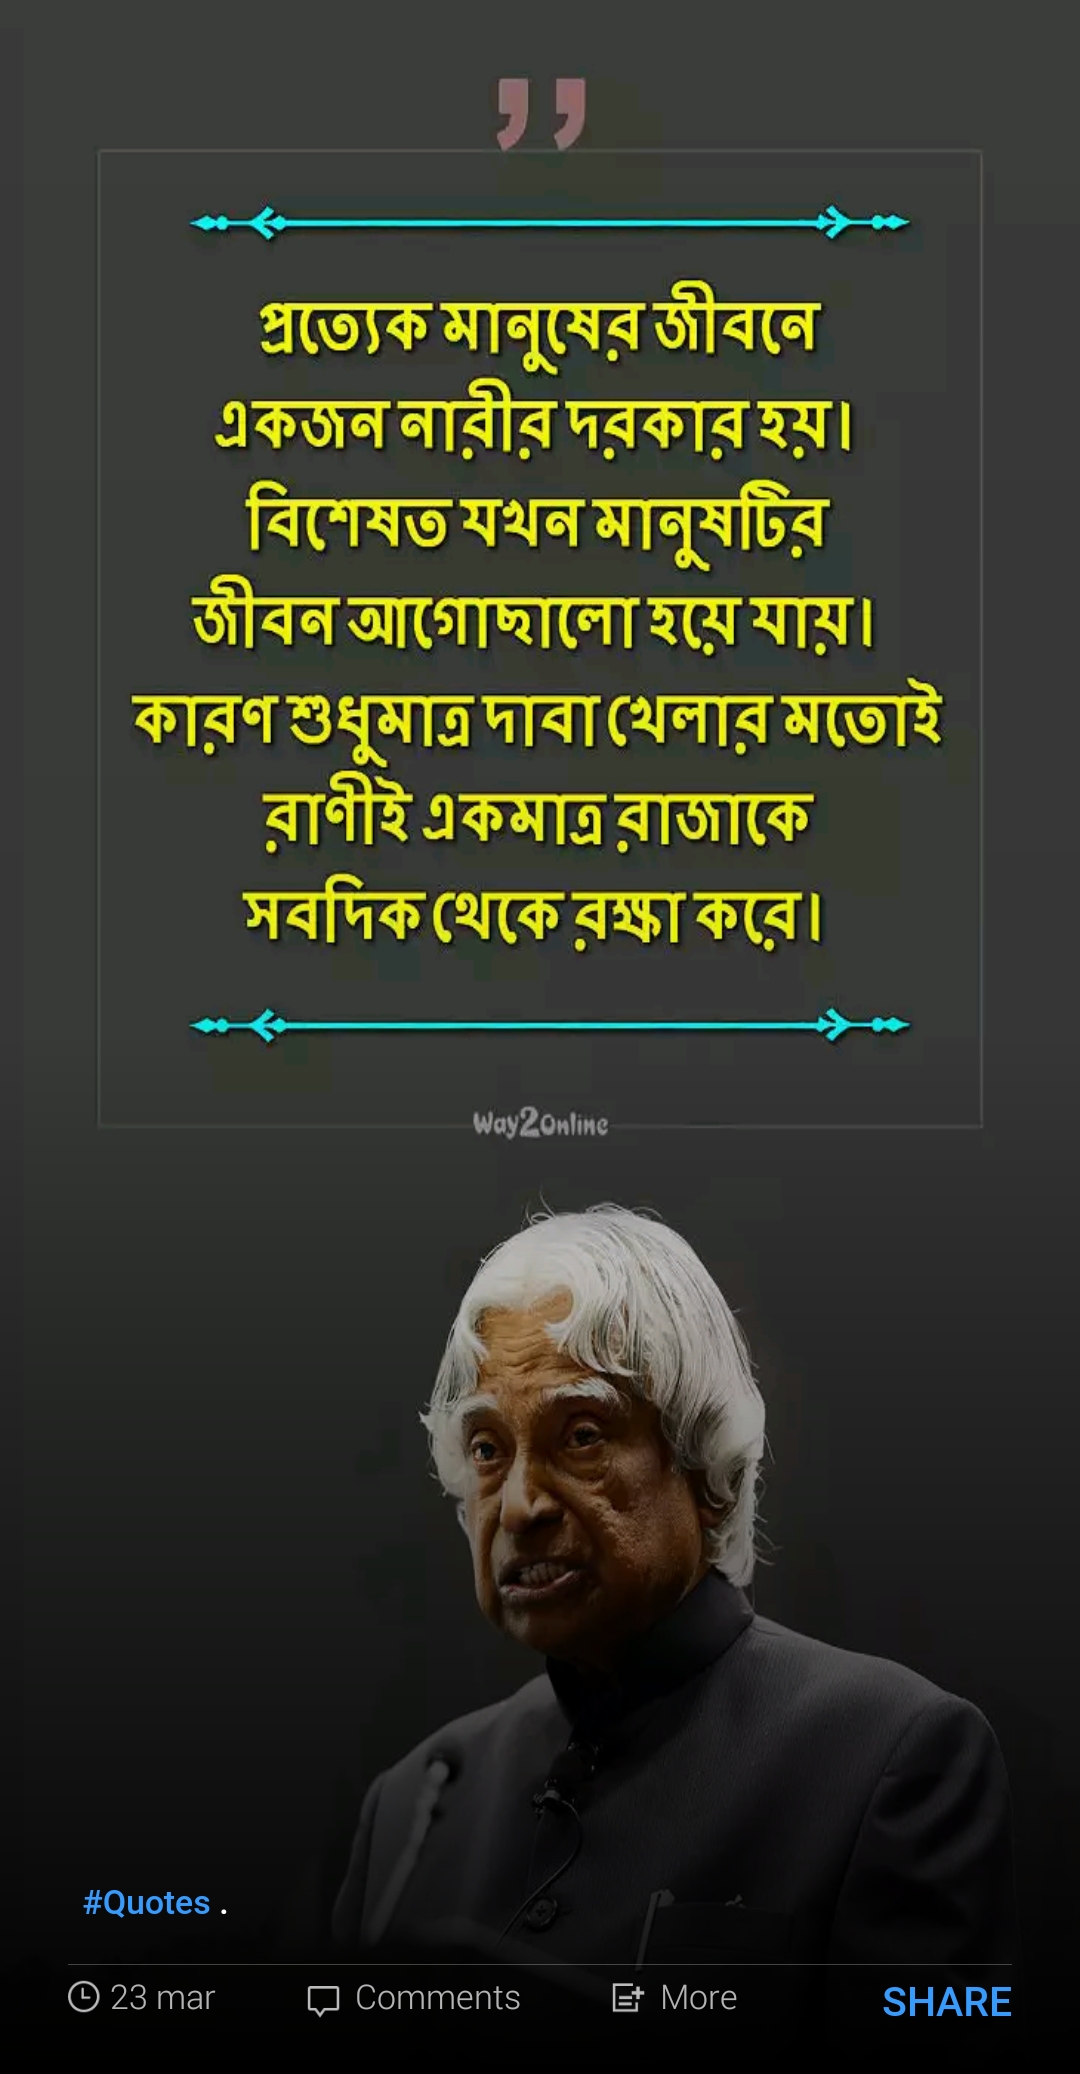 ”
প্রত্যেক মানুষের জীবনে
একজন নারীর দরকার হয়।
বিশেষত যখন মানুষটির
জীবন আগোছালো হয়ে যায়।
কারণ শুধুমাত্র দাবা খেলার মতোই
রাণীই একমাত্র রাজাকে
সবদিক থেকে রক্ষা করে।
Way2Online
#Quotes .
23 mar Comments More SHARE